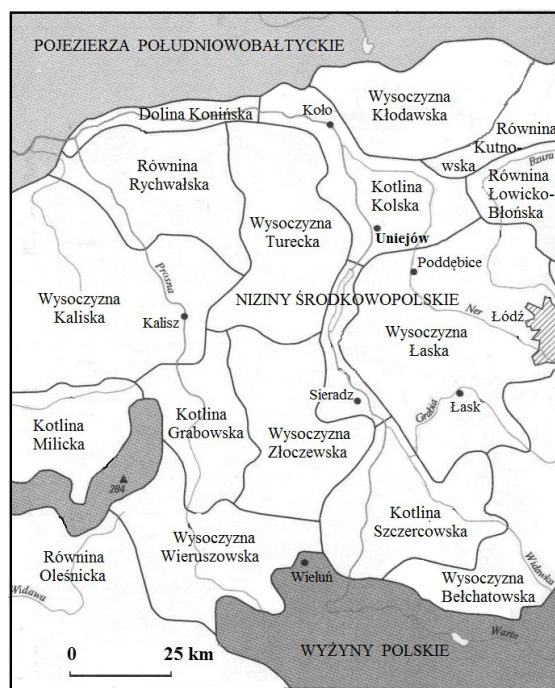 POJEZIERZA POŁUDNIOWOBAŁTYCKIE
Dolina Konińska
Koło
Wysoczyzna
Kłodawska
Równina
Kutno-
wska
Bzura
Równina
Łowicko-
Błońska
Równina
Rychwalska
Wysoczyzna
Turecka
Kotlina
Kolska
Uniejów
Poddębice
Prosna
NIZINY ŚRODKOWOPOLSKIE
Ner
Łódź
Wysoczyzna
Kaliska
Kalisz
Wysoczyzna
Łaska
Sieradz
Grabia
Łask
Kotlina
Milicka
Kotlina
Grabowska
Wysoczyzna
Złoczewska
284
Kotlina
Szczercowska
Wysoczyzna
Wieruszowska
Równina
Oleśnicka
Widawa
Wieluń
Widawka
Wysoczyzna
Bełchatowska
Warta
WYŻYNY POLSKIE
0 25 km